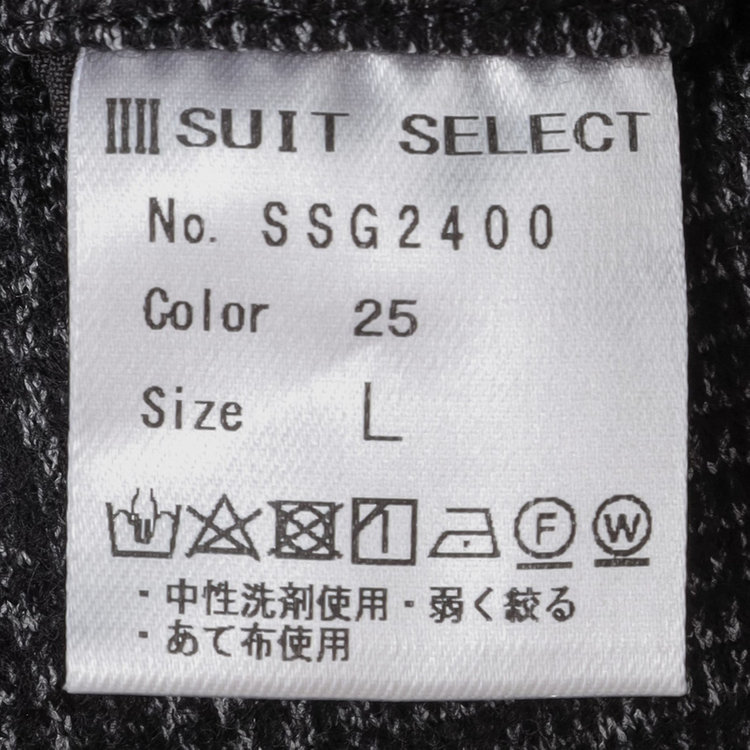 SUIT SELECT
No. SSG2400
Color 25
Size L
F W
・中性洗剤使用・弱く絞る
・あて布使用